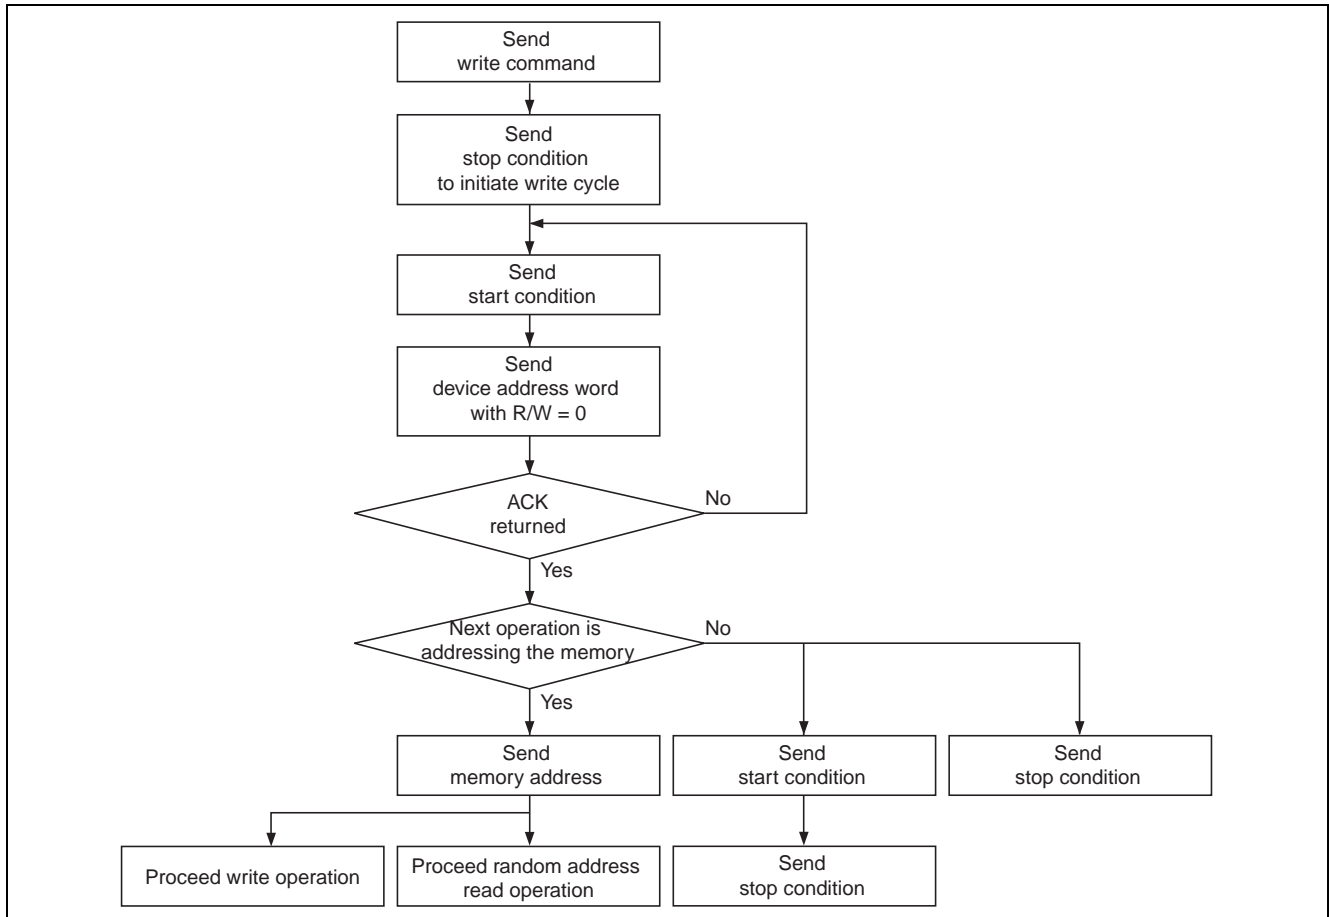 Send
write command
Send
stop condition
to initiate write cycle
Send
start condition
Send
device address word
with R/W = 0
ACK
returned
No
Yes
Next operation is
addressing the memory
No
Yes
Send
memory address
Send
start condition
Send
stop condition
Proceed write operation
Proceed random address
read operation
Send
stop condition